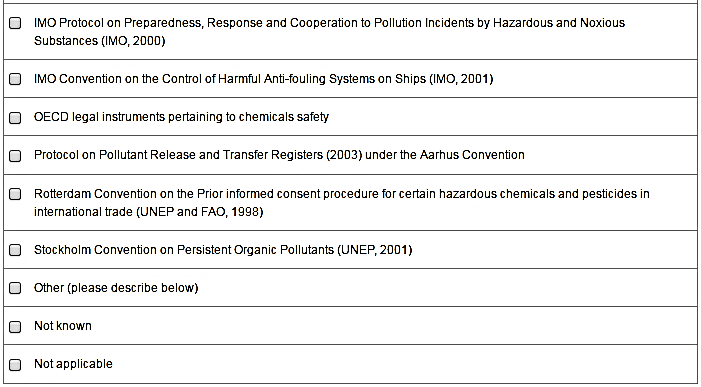 IMO Protocol on Preparedness, Response and Cooperation to Pollution Incidents by Hazardous and Noxious
Substances (IMO, 2000)
IMO Convention on the Control of Harmful Anti-fouling Systems on Ships (IMO, 2001)
OECD legal instruments pertaining to chemicals safety
Protocol on Pollutant Release and Transfer Registers (2003) under the Aarhus Convention
Rotterdam Convention on the Prior informed consent procedure for certain hazardous chemicals and pesticides in
international trade (UNEP and FAO, 1998)
Stockholm Convention on Persistent Organic Pollutants (UNEP, 2001)
Other (please describe below)
Not known
Not applicable